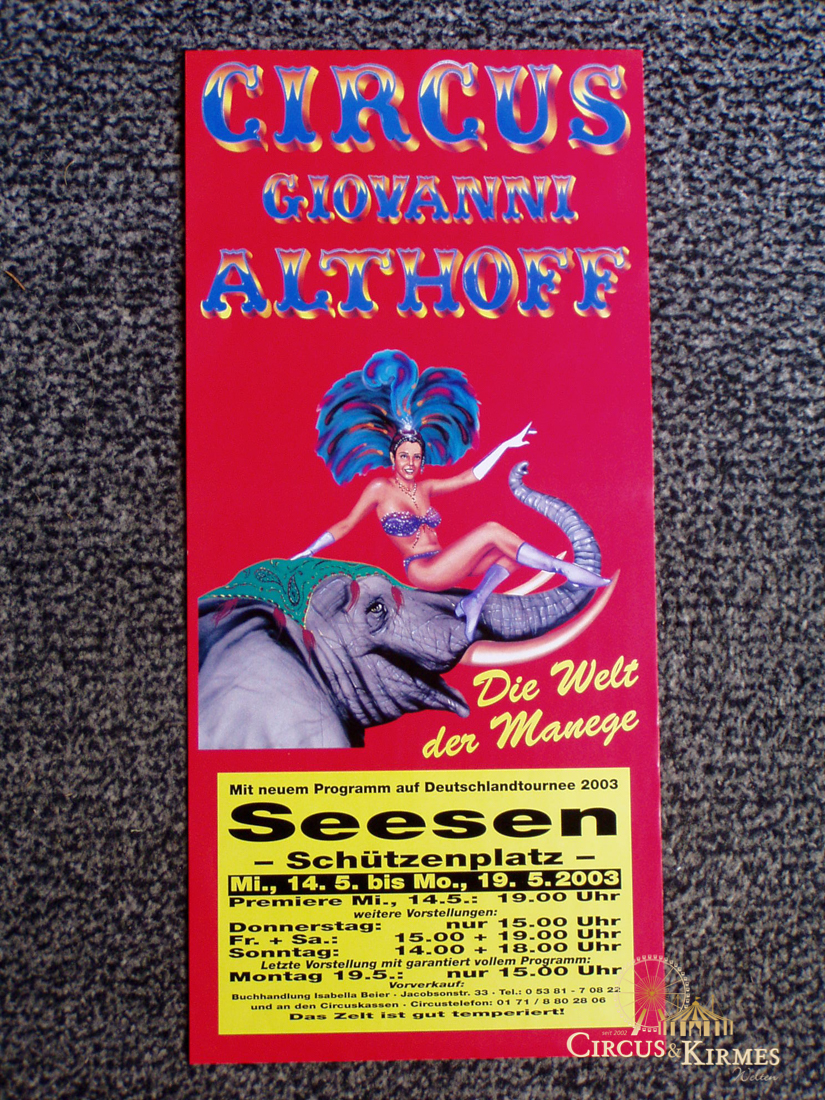 CIRCUS
GIOVANNI
ALTHOFF
Die Welt
der Manege
Mit neuem Programm auf Deutschlandtournee 2003
Seesen
– Schützenplatz –
Mi., 14. 5. bis Mo., 19. 5.2003
Premiere Mi., 14.5.: 19.00 Uhr
weitere Vorstellungen:
Donnerstag: nur 15.00 Uhr
Fr. + Sa.: 15.00 + 19.00 Uhr
Sonntag: 14.00 + 18.00 Uhr
Letzte Vorstellung mit garantiert vollem Programm:
Montag 19.5.: nur 15.00 Uhr
Vorverkauf:
Buchhandlung Isabella Beier · Jacobsonstr. 33 · Tel.: 0 53 81 - 7 08 22
und an den Circuskassen · Circustelefon: 01 71 / 8 80 28 06
Das Zelt ist gut temperiert!
seit 2002
CIRCUS & KIRMES
Welten